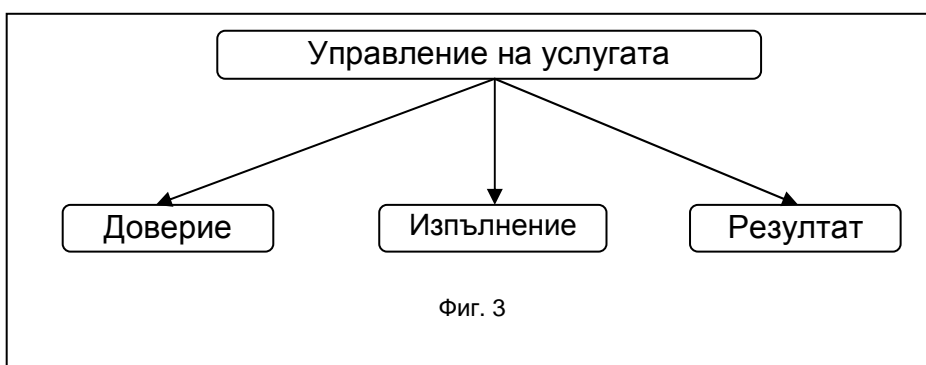 Управление на услугата
Доверие
Изпълнение
Резултат
Фиг. 3